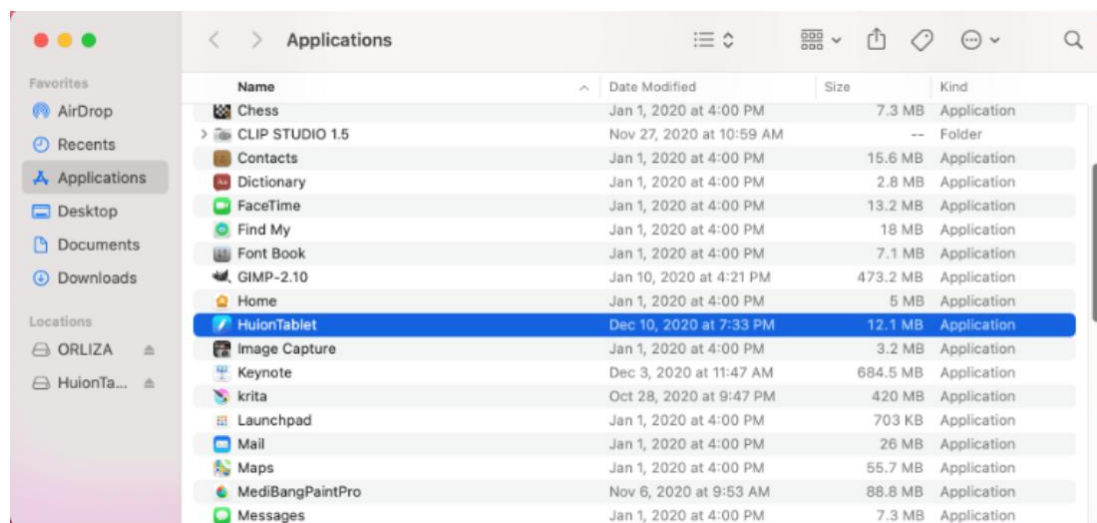 Applications
Favorites
AirDrop
Recents
Applications
Desktop
Documents
Downloads
Locations
ORLIZA
HuionTa...
Name Date Modified Size Kind
Chess Jan 1, 2020 at 4:00 PM 7.3 MB Application
CLIP STUDIO 1.5 Nov 27, 2020 at 10:59 AM -- Folder
Contacts Jan 1, 2020 at 4:00 PM 15.6 MB Application
Dictionary Jan 1, 2020 at 4:00 PM 2.8 MB Application
FaceTime Jan 1, 2020 at 4:00 PM 13.2 MB Application
Find My Jan 1, 2020 at 4:00 PM 18 MB Application
Font Book Jan 1, 2020 at 4:00 PM 7.1 MB Application
GIMP-2.10 Jan 10, 2020 at 4:21 PM 473.2 MB Application
Home Jan 1, 2020 at 4:00 PM 5 MB Application
HuionTablet Dec 10, 2020 at 7:33 PM 12.1 MB Application
Image Capture Jan 1, 2020 at 4:00 PM 3.2 MB Application
Keynote Dec 3, 2020 at 11:47 AM 684.5 MB Application
krita Oct 28, 2020 at 9:47 PM 420 MB Application
Launchpad Jan 1, 2020 at 4:00 PM 703 KB Application
Mail Jan 1, 2020 at 4:00 PM 26 MB Application
Maps Jan 1, 2020 at 4:00 PM 55.7 MB Application
MediBangPaintPro Nov 6, 2020 at 9:53 AM 88.8 MB Application
Messages Jan 1, 2020 at 4:00 PM 7.3 MB Application